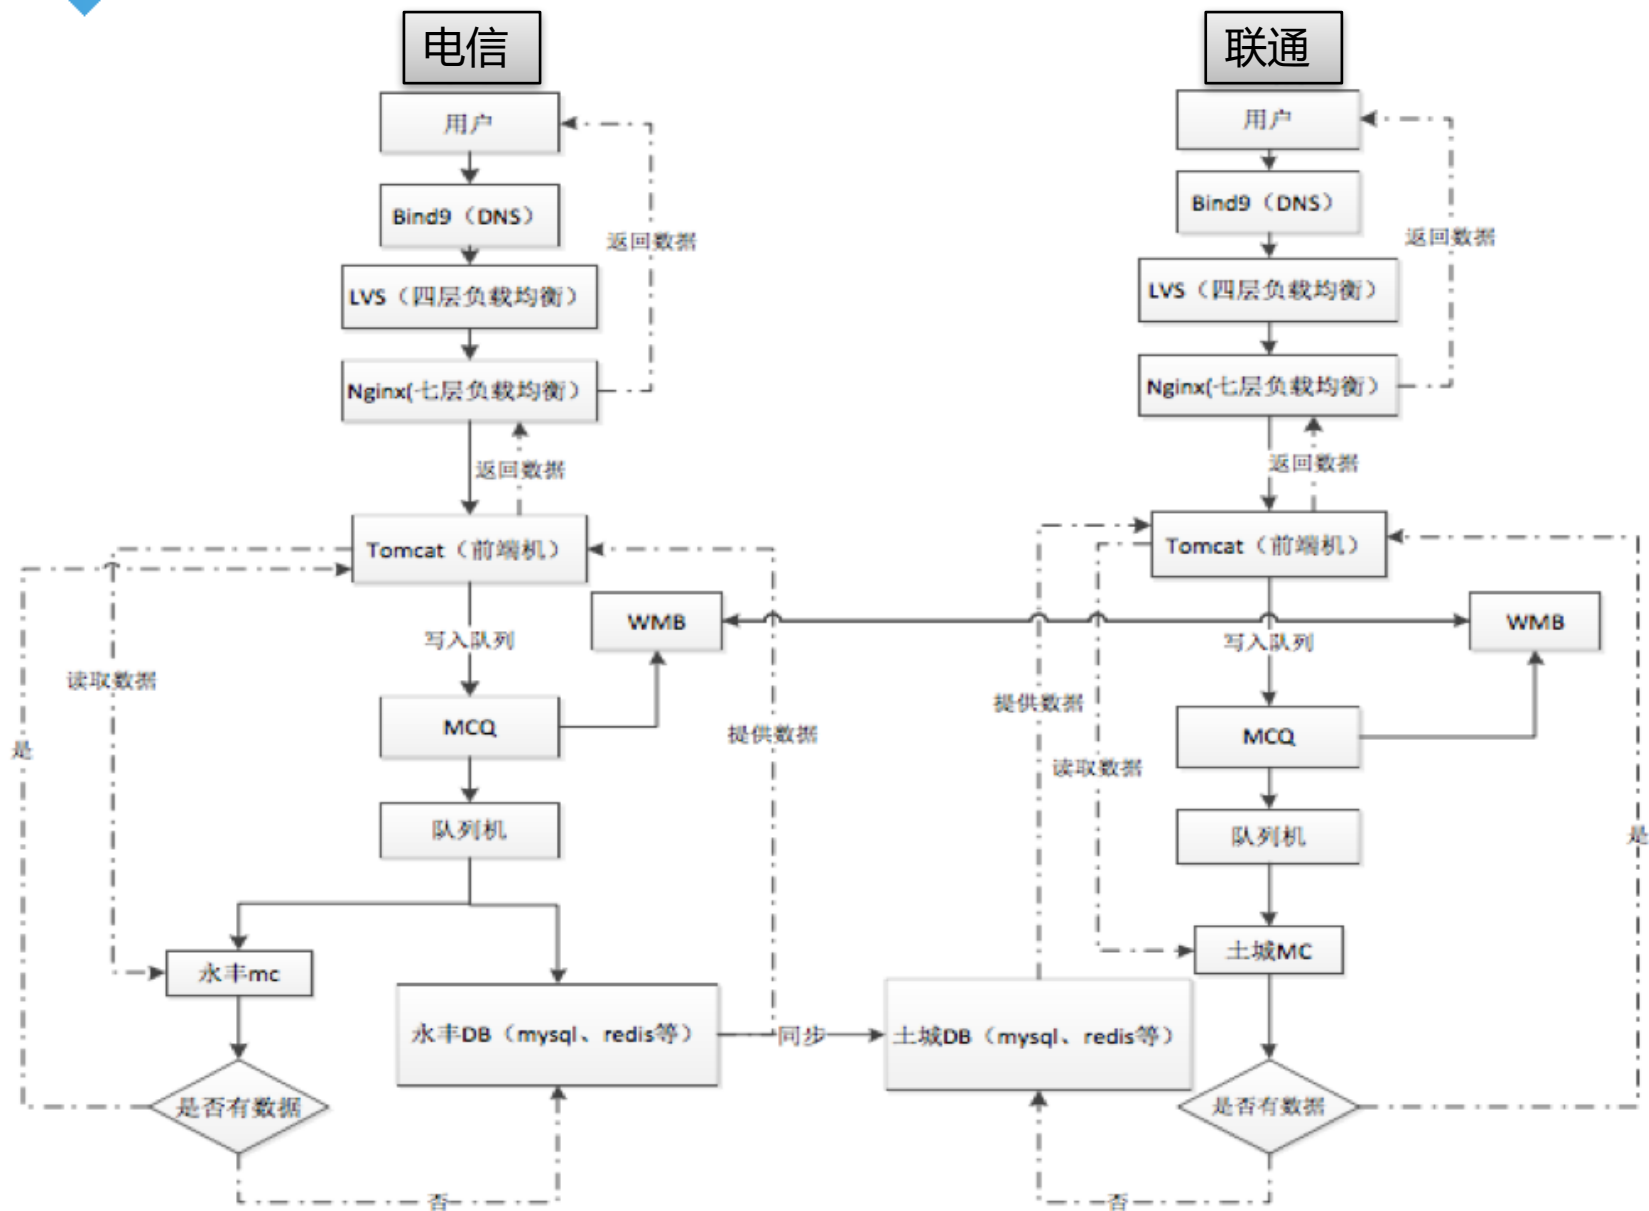 电信
用户
Bind9（DNS）
返回数据
LVS（四层负载均衡）
Nginx(七层负载均衡）
返回数据
Tomcat（前端机）
WMB
写入队列
读取数据
MCQ
提供数据
是
队列机
永丰mc
永丰DB（mysql、redis等）
同步
是否有数据
否
联通
用户
Bind9（DNS）
返回数据
LVS（四层负载均衡）
Nginx(七层负载均衡）
返回数据
Tomcat（前端机）
WMB
写入队列
提供数据
MCQ
读取数据
队列机
是
土城MC
土城DB（mysql、redis等）
是否有数据
否